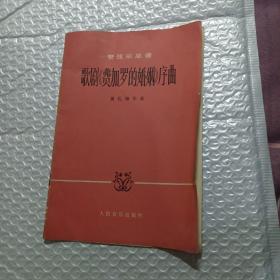 管弦乐总谱
歌剧《费加罗的婚姻》序曲
莫扎特作曲
人民音乐出版社